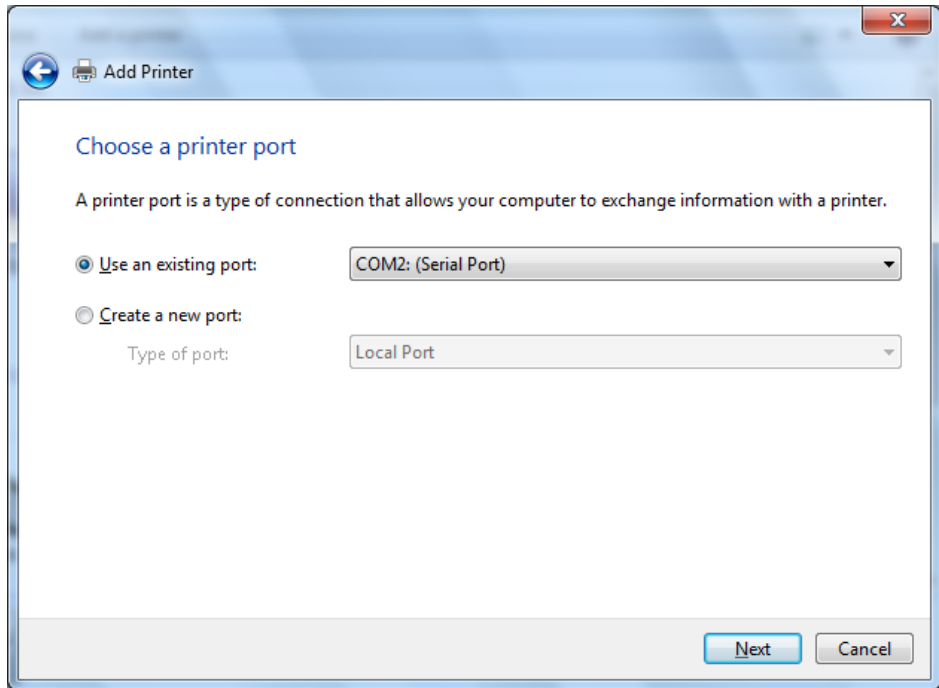 Add Printer
Choose a printer port
A printer port is a type of connection that allows your computer to exchange information with a printer.
Use an existing port: COM2: (Serial Port)
Create a new port:
Type of port: Local Port
Next Cancel